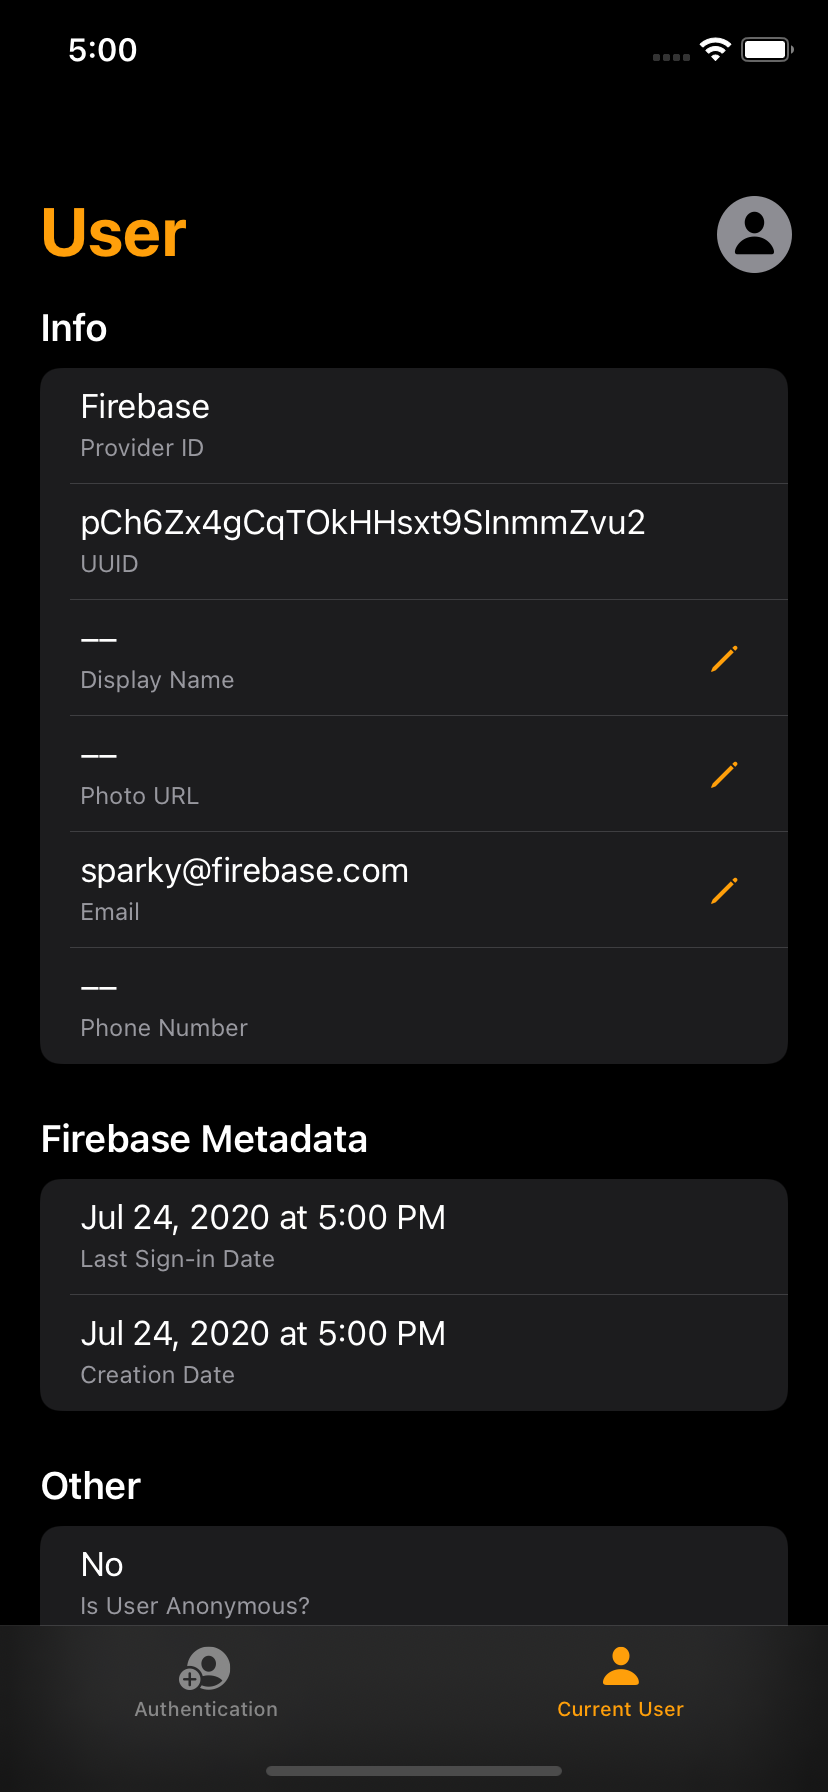 5:00
User
Info
Firebase
Provider ID
pCh6Zx4gCqTOkHHsxt9SlnmmZvu2
UUID
––
Display Name
––
Photo URL
sparky@firebase.com
Email
––
Phone Number
Firebase Metadata
Jul 24, 2020 at 5:00 PM
Last Sign-in Date
Jul 24, 2020 at 5:00 PM
Creation Date
Other
No
Is User Anonymous?
Authentication
Current User